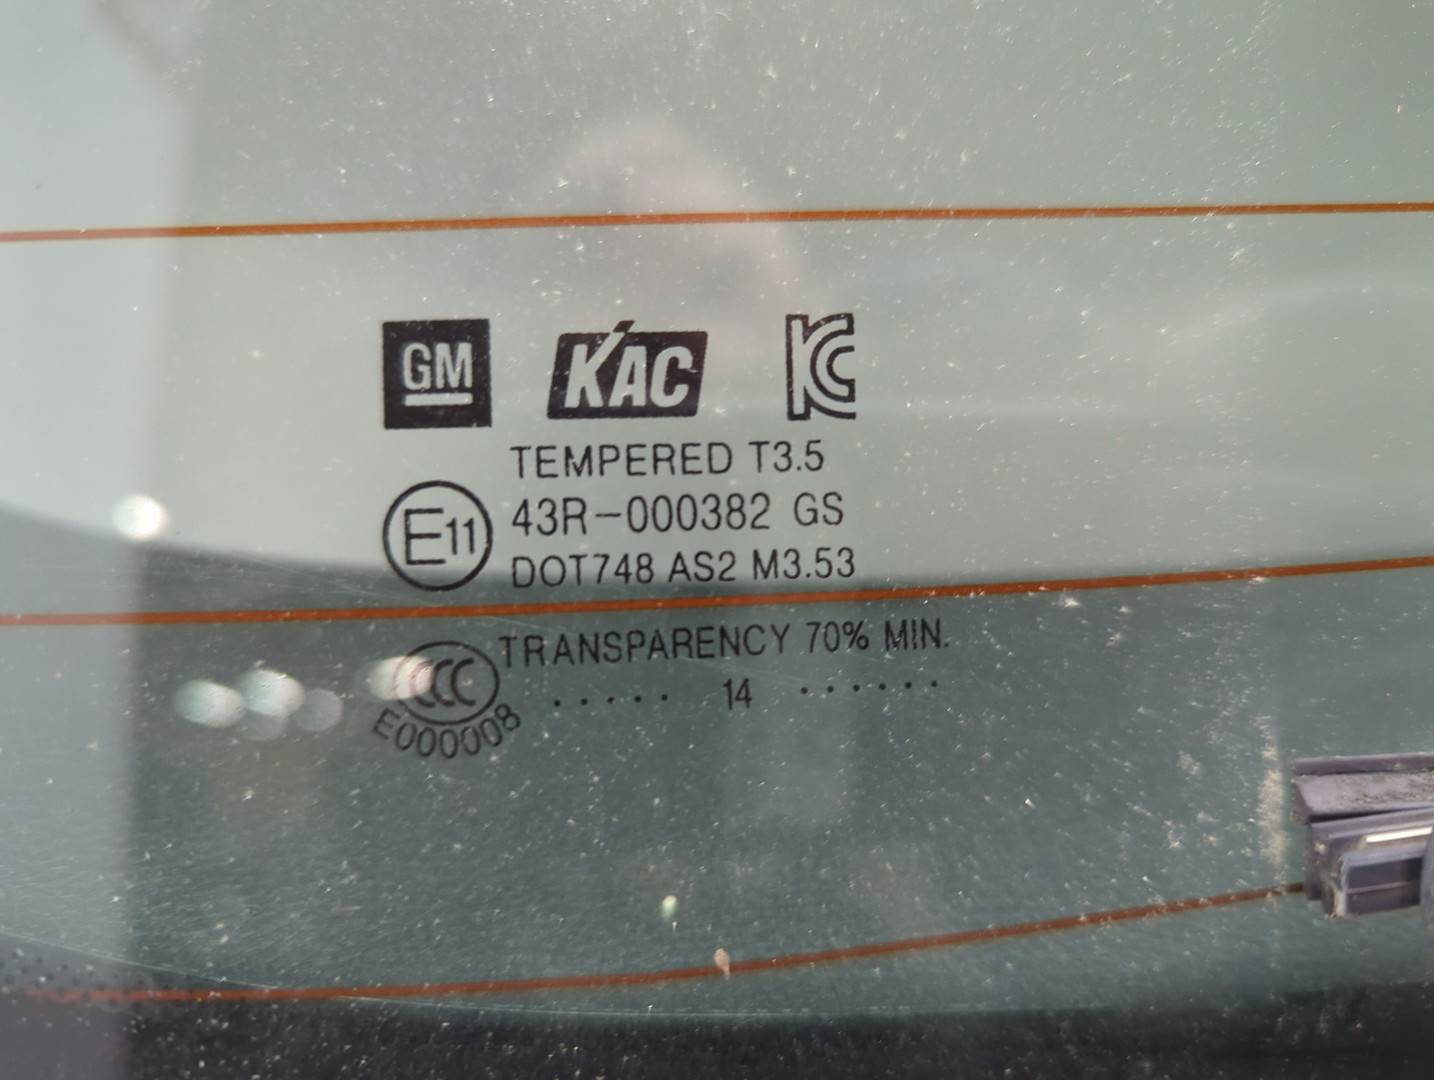 GM KAC KC
TEMPERED T3.5
E11 43R-000382 GS
DOT748 AS2 M3.53
CCC TRANSPARENCY 70% MIN.
..... 14 ......
E000008